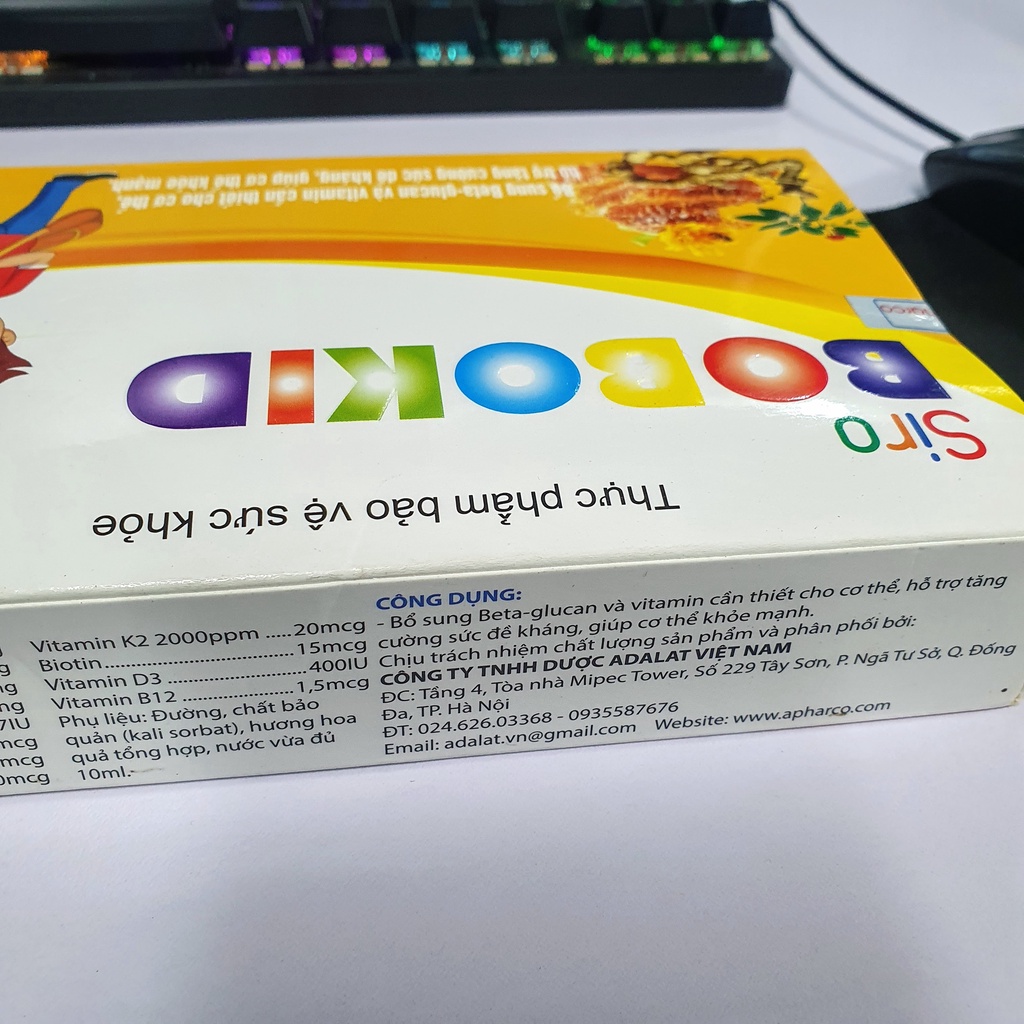 Bổ sung Beta-glucan và vitamin cần thiết cho cơ thể,
hỗ trợ tăng cường sức đề kháng, giúp cơ thể khỏe mạnh.
Siro
BOBOKID
Thực phẩm bảo vệ sức khỏe
Vitamin K2 2000ppm .....20mcg
Biotin................................15mcg
Vitamin D3 .......................400IU
Vitamin B12 ....................1,5mcg
Phụ liệu: Đường, chất bảo
quản (kali sorbat), hương hoa
quả tổng hợp, nước vừa đủ
10ml.
7IU
mcg
mcg
0mcg
CÔNG DỤNG:
- Bổ sung Beta-glucan và vitamin cần thiết cho cơ thể, hỗ trợ tăng
cường sức đề kháng, giúp cơ thể khỏe mạnh.
Chịu trách nhiệm chất lượng sản phẩm và phân phối bởi:
CÔNG TY TNHH DƯỢC ADALAT VIỆT NAM
ĐC: Tầng 4, Tòa nhà Mipec Tower, Số 229 Tây Sơn, P. Ngã Tư Sở, Q. Đống
Đa, TP. Hà Nội
ĐT: 024.626.03368 - 0935587676
Email: adalat.vn@gmail.com Website: www.apharco.com